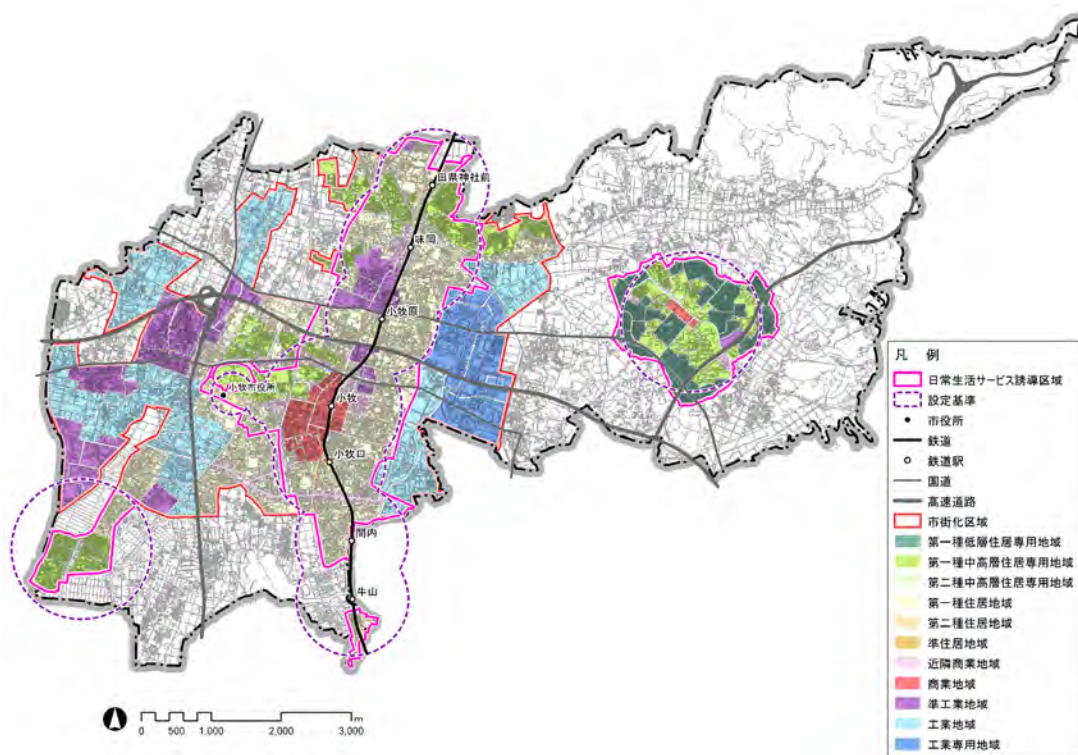 田県神社前
味岡
小牧原
小牧市役所
小牧
小牧口
間内
牛山
凡 例
日常生活サービス誘導区域
設定基準
市役所
鉄道
鉄道駅
国道
高速道路
市街化区域
第一種低層住居専用地域
第一種中高層住居専用地域
第二種中高層住居専用地域
第一種住居地域
第二種住居地域
準住居地域
近隣商業地域
商業地域
準工業地域
工業地域
工業専用地域
0 500 1,000 2,000 3,000 m